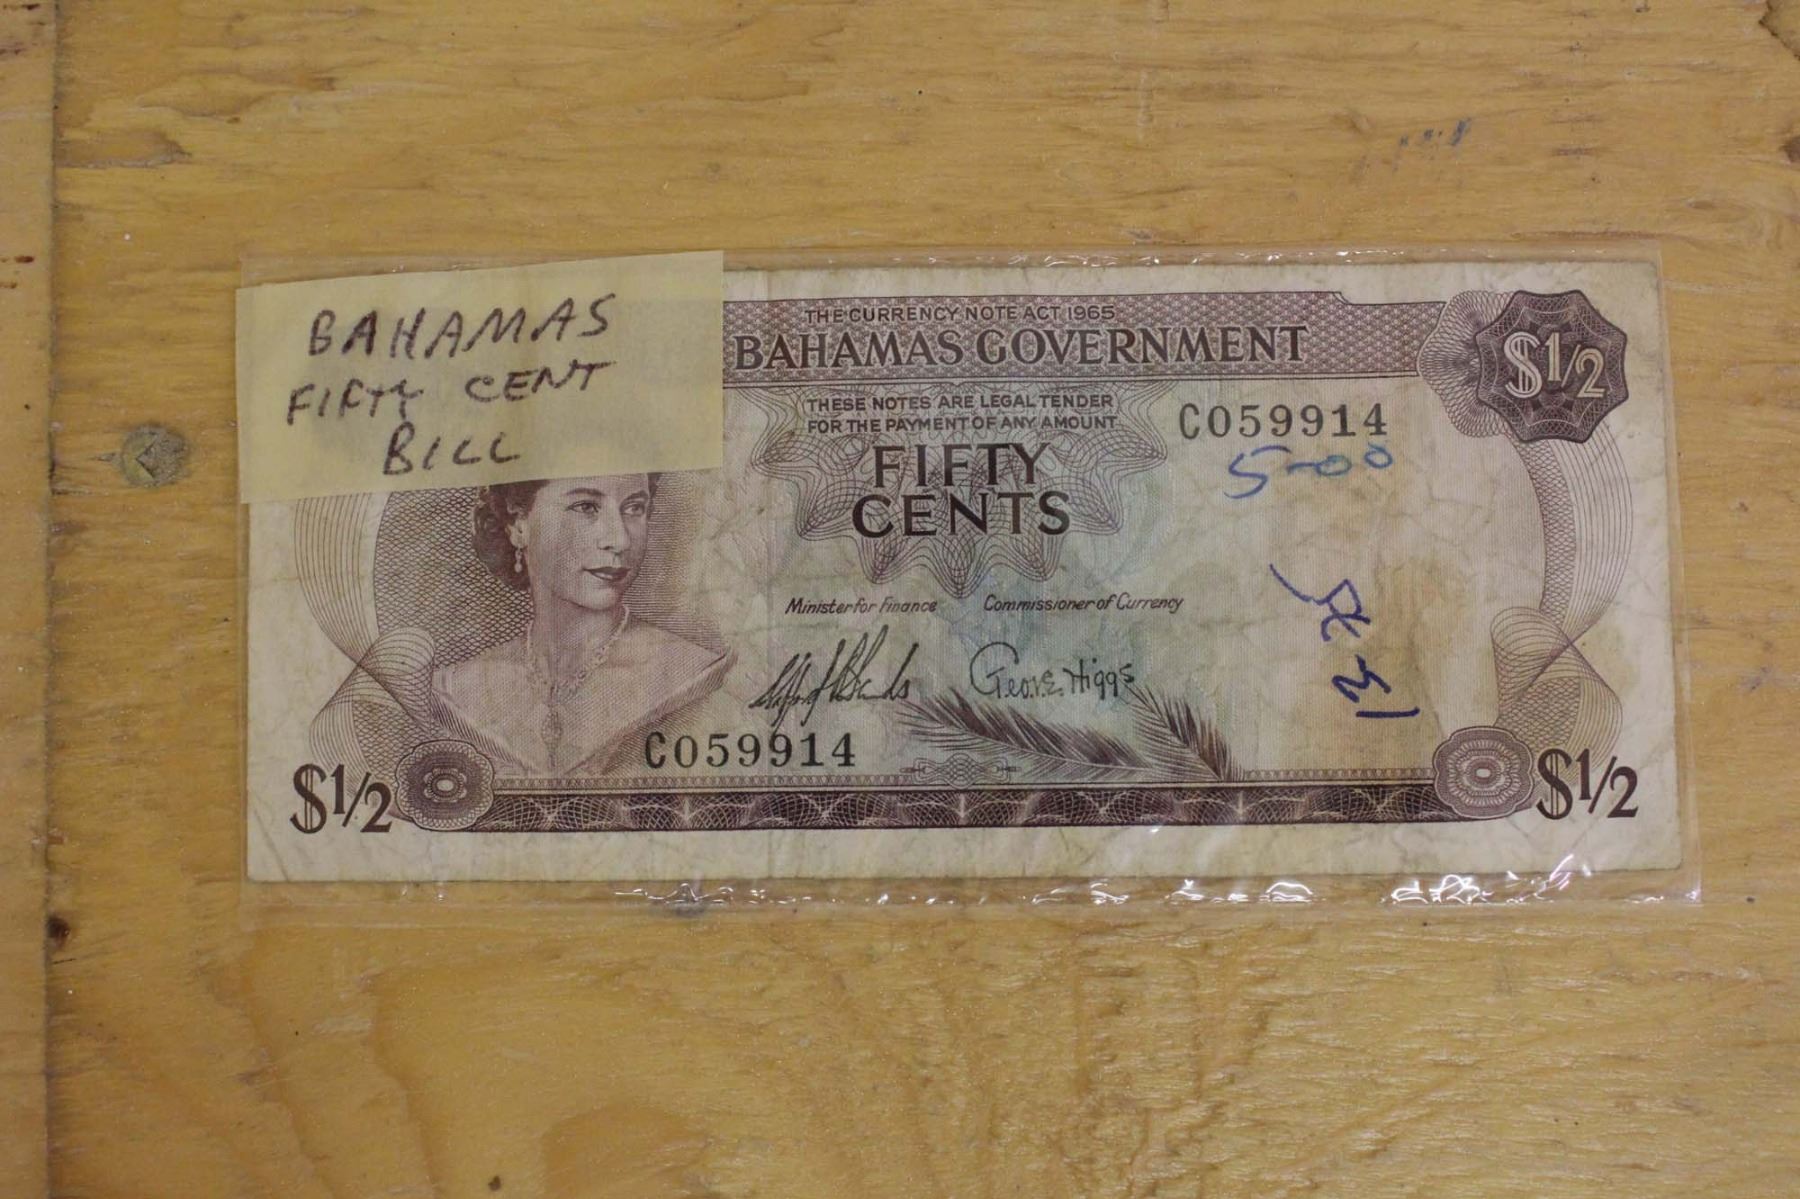 BAHAMAS
FIFTY CENT
BILL
THE CURRENCY NOTE ACT 1965
BAHAMAS GOVERNMENT
$1/2
THESE NOTES ARE LEGAL TENDER
FOR THE PAYMENT OF ANY AMOUNT
C059914
5-00
FIFTY
CENTS
Minister for Finance Commissioner of Currency
Geo. W. E. Higgs
C059914
$1/2
$1/2